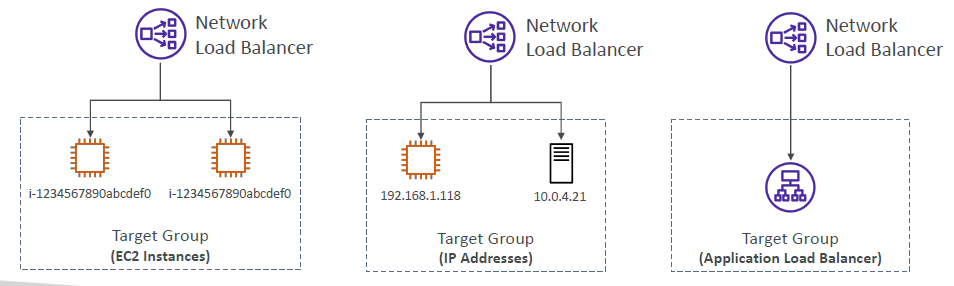 Network
Load Balancer
i-1234567890abcdef0
i-1234567890abcdef0
Target Group
(EC2 Instances)
Network
Load Balancer
192.168.1.118
10.0.4.21
Target Group
(IP Addresses)
Network
Load Balancer
Target Group
(Application Load Balancer)